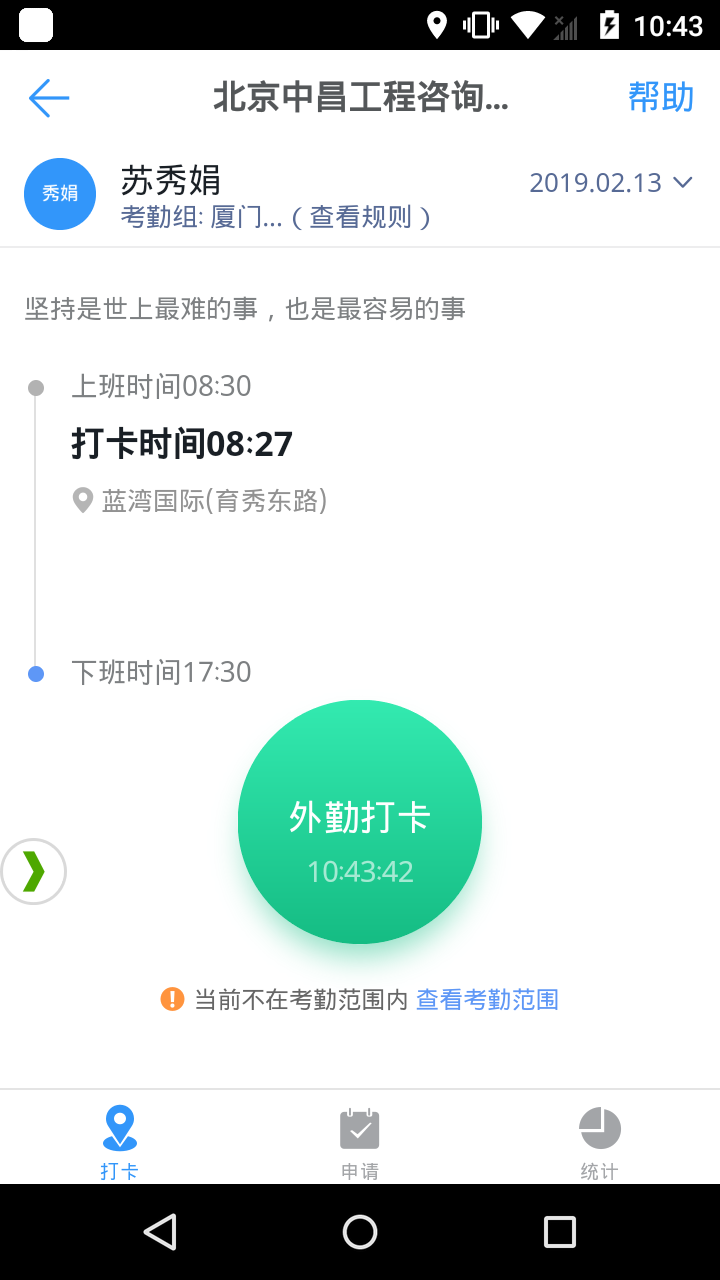 10:43
北京中昌工程咨询...
帮助
秀娟
苏秀娟
2019.02.13
考勤组: 厦门... ( 查看规则 )
坚持是世上最难的事，也是最容易的事
上班时间08:30
打卡时间08:27
蓝湾国际(育秀东路)
下班时间17:30
外勤打卡
10:43:42
当前不在考勤范围内 查看考勤范围
打卡
申请
统计